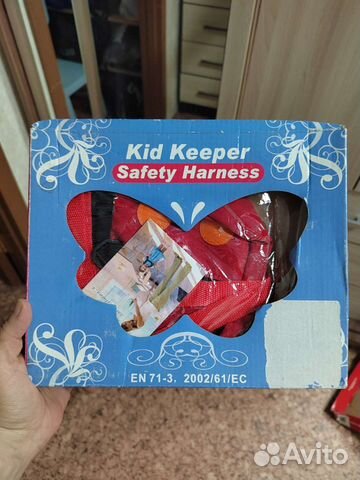 Kid Keeper
Safety Harness
EN 71-3, 2002/61/EC
Avito